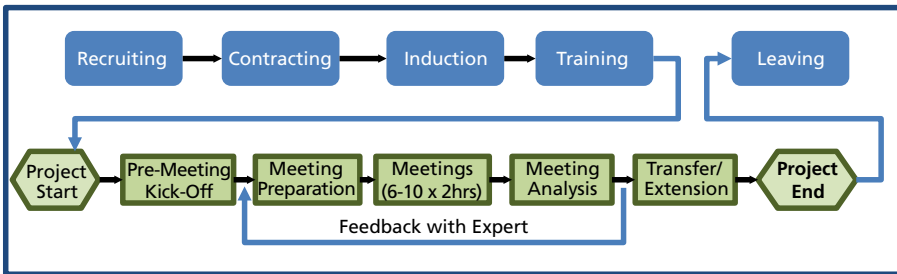 Recruiting
Contracting
Induction
Training
Leaving
Project
Start
Pre-Meeting
Kick-Off
Meeting
Preparation
Meetings
(6-10 x 2hrs)
Meeting
Analysis
Transfer/
Extension
Project
End
Feedback with Expert